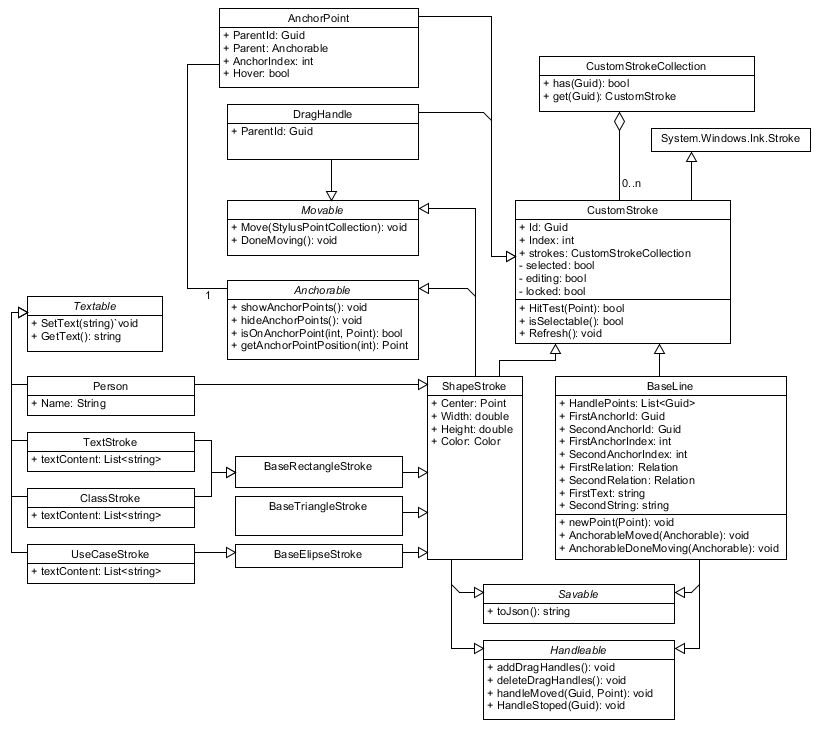 AnchorPoint
+ ParentId: Guid
+ Parent: Anchorable
+ AnchorIndex: int
+ Hover: bool
CustomStrokeCollection
+ has(Guid): bool
+ get(Guid): CustomStroke
DragHandle
+ ParentId: Guid
System.Windows.Ink.Stroke
0..n
Movable
+ Move(StylusPointCollection): void
+ DoneMoving(): void
CustomStroke
+ Id: Guid
+ Index: int
+ strokes: CustomStrokeCollection
- selected: bool
- editing: bool
- locked: bool
+ HitTest(Point): bool
+ isSelectable(): bool
+ Refresh(): void
1
Anchorable
+ showAnchorPoints(): void
+ hideAnchorPoints(): void
+ isOnAnchorPoint(int, Point): bool
+ getAnchorPointPosition(int): Point
Textable
+ SetText(string)`void
+ GetText(): string
Person
+ Name: String
ShapeStroke
+ Center: Point
+ Width: double
+ Height: double
+ Color: Color
BaseLine
+ HandlePoints: List<Guid>
+ FirstAnchorId: Guid
+ SecondAnchorId: Guid
+ FirstAnchorIndex: int
+ SecondAnchorIndex: int
+ FirstRelation: Relation
+ SecondRelation: Relation
+ FirstText: string
+ SecondString: string
+ newPoint(Point): void
+ AnchorableMoved(Anchorable): void
+ AnchorableDoneMoving(Anchorable): void
TextStroke
+ textContent: List<string>
BaseRectangleStroke
ClassStroke
+ textContent: List<string>
BaseTriangleStroke
UseCaseStroke
+ textContent: List<string>
BaseElipseStroke
Savable
+ toJson(): string
Handleable
+ addDragHandles(): void
+ deleteDragHandles(): void
+ handleMoved(Guid, Point): void
+ HandleStoped(Guid): void